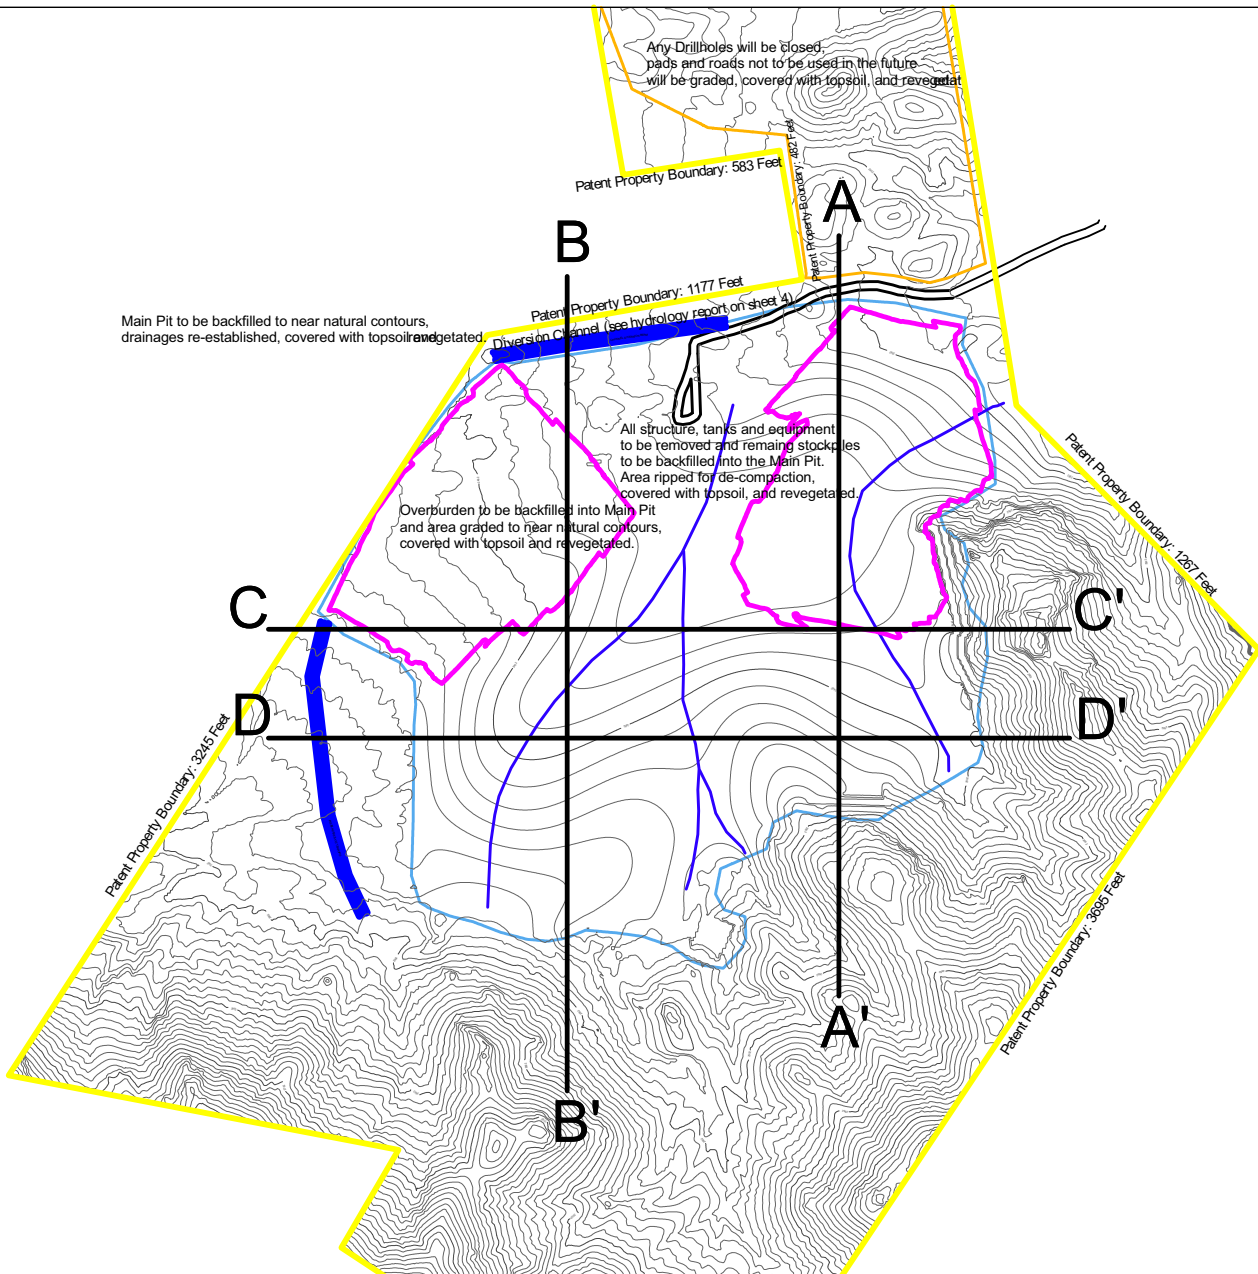 Any Drillholes will be closed,
pads and roads not to be used in the future
will be graded, covered with topsoil, and revegetat
Patent Property Boundary: 583 Feet
Patent Property Boundary: 482 Feet
A
B
Patent Property Boundary: 1177 Feet
Diversion channel (see hydrology report on sheet 4)
Main Pit to be backfilled to near natural contours,
drainages re-established, covered with topsoil and revegetated.
All structure, tanks and equipment
to be removed and remaing stockpiles
to be backfilled into the Main Pit.
Area ripped for de-compaction,
covered with topsoil, and revegetated.
Overburden to be backfilled into Main Pit
and area graded to near natural contours,
covered with topsoil and revegetated.
Patent Property Boundary: 1267 Feet
C
C'
D
D'
Patent Property Boundary: 3245 Feet
Patent Property Boundary: 3695 Feet
A'
B'